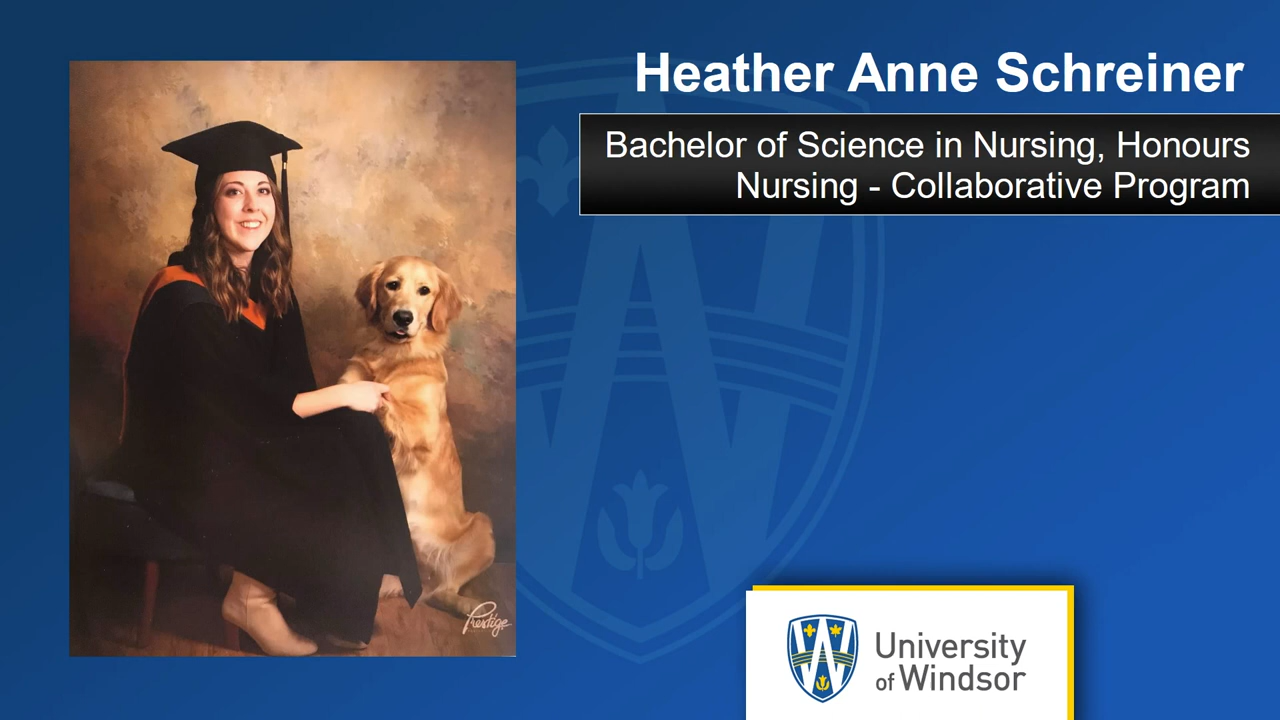 Heather Anne Schreiner
Bachelor of Science in Nursing, Honours
Nursing - Collaborative Program
Prestige
University
of Windsor